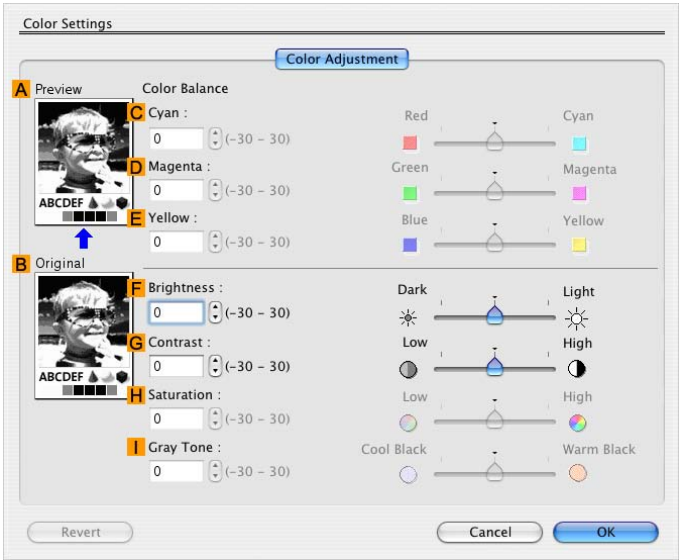 Color Settings
Color Adjustment
A Preview
Color Balance
C Cyan :
0 (-30 – 30)
Red Cyan
D Magenta :
0 (-30 – 30)
Green Magenta
ABCDEF
E Yellow :
0 (-30 – 30)
Blue Yellow
B Original
F Brightness :
0 (-30 – 30)
Dark Light
G Contrast :
0 (-30 – 30)
Low High
ABCDEF
H Saturation :
0 (-30 – 30)
Low High
I Gray Tone :
0 (-30 – 30)
Cool Black Warm Black
Revert Cancel OK